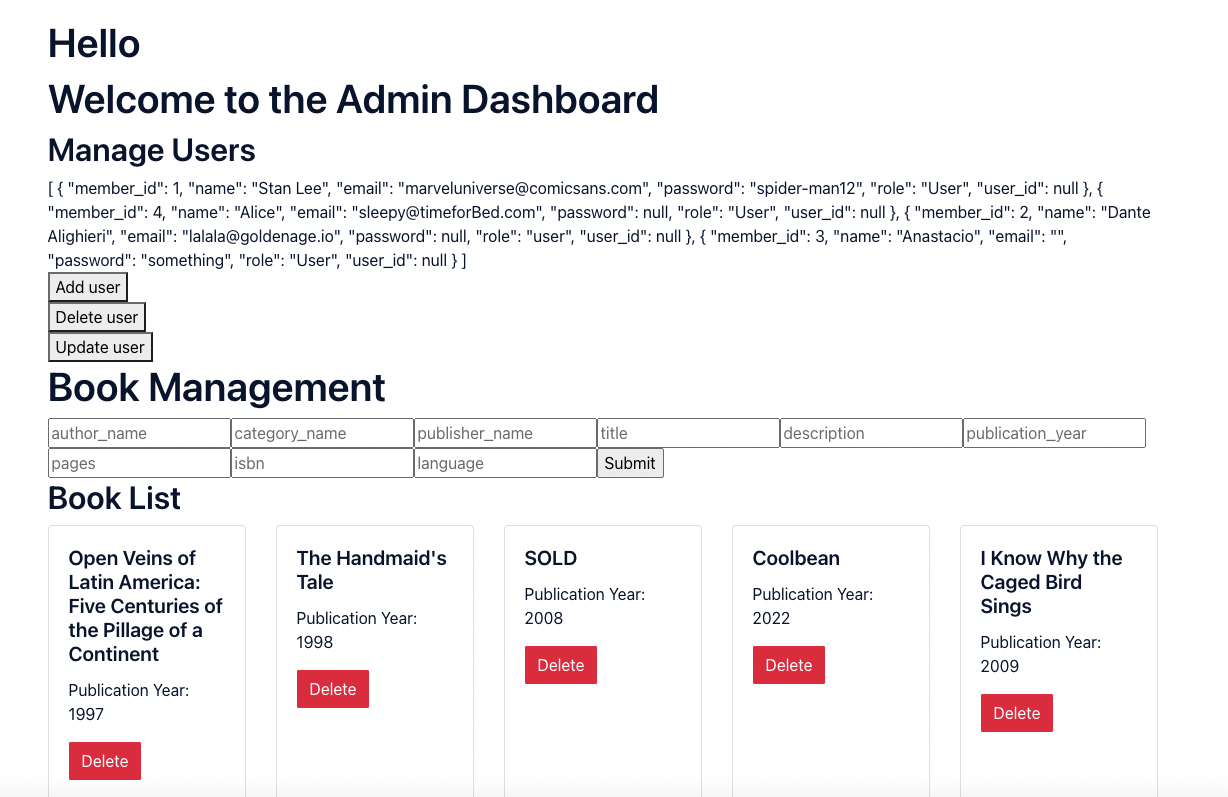 Hello
Welcome to the Admin Dashboard
Manage Users
[ { "member_id": 1, "name": "Stan Lee", "email": "marveluniverse@comicsans.com", "password": "spider-man12", "role": "User", "user_id": null }, {
"member_id": 4, "name": "Alice", "email": "sleepy@timeforBed.com", "password": null, "role": "User", "user_id": null }, { "member_id": 2, "name": "Dante
Alighieri", "email": "lalala@goldenage.io", "password": null, "role": "user", "user_id": null }, { "member_id": 3, "name": "Anastacio", "email": "",
"password": "something", "role": "User", "user_id": null } ]
Add user
Delete user
Update user
Book Management
author_name category_name publisher_name title description publication_year
pages isbn language Submit
Book List
Open Veins of
Latin America:
Five Centuries of
the Pillage of a
Continent
Publication Year:
1997
Delete
The Handmaid's
Tale
Publication Year:
1998
Delete
SOLD
Publication Year:
2008
Delete
Coolbean
Publication Year:
2022
Delete
I Know Why the
Caged Bird
Sings
Publication Year:
2009
Delete